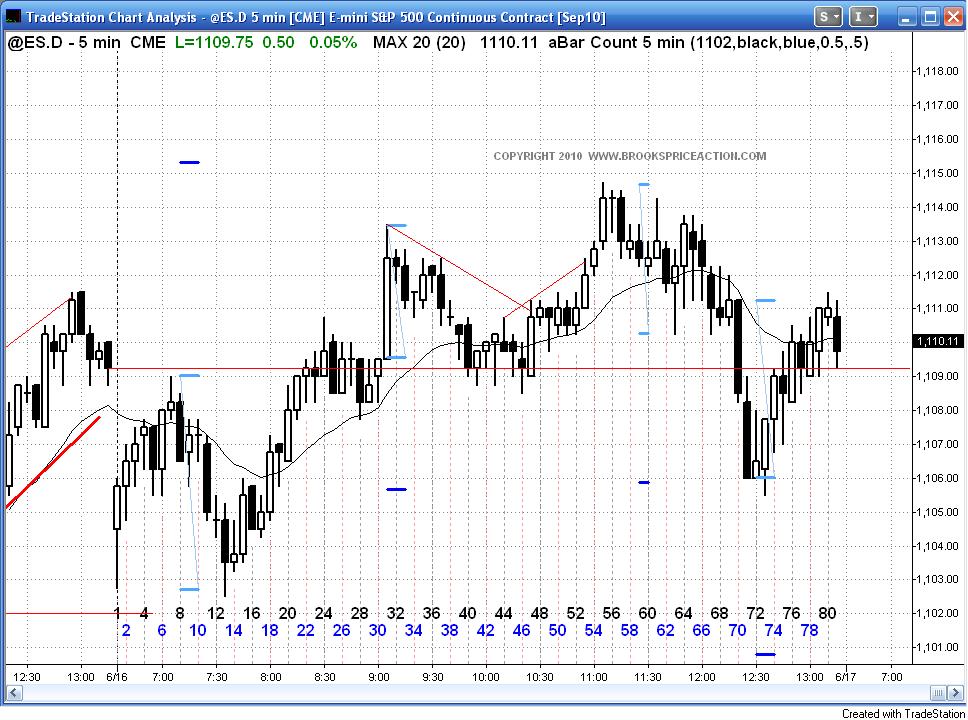 TradeStation Chart Analysis - @ES.D 5 min [CME] E-mini S&P 500 Continuous Contract [Sep10]
S I
@ES.D - 5 min CME L=1109.75 0.50 0.05% MAX 20 (20) 1110.11 aBar Count 5 min (1102,black,blue,0.5,.5)
1,118.00
1,117.00
1,116.00
COPYRIGHT 2010 WWW.BROOKSPRICEACTION.COM
1,115.00
1,114.00
1,113.00
1,112.00
1,111.00
1,110.11
1,109.00
1,108.00
1,107.00
1,106.00
1,105.00
1,104.00
1,103.00
1,102.00
1 4 8 12 16 20 24 28 32 36 40 44 48 52 56 60 64 68 72 76 80
2 6 10 14 18 22 26 30 34 38 42 46 50 54 58 62 66 70 74 78
1,101.00
12:30 13:00 6/16 7:00 7:30 8:00 8:30 9:00 9:30 10:00 10:30 11:00 11:30 12:00 12:30 13:00 6/17 7:00
Created with TradeStation